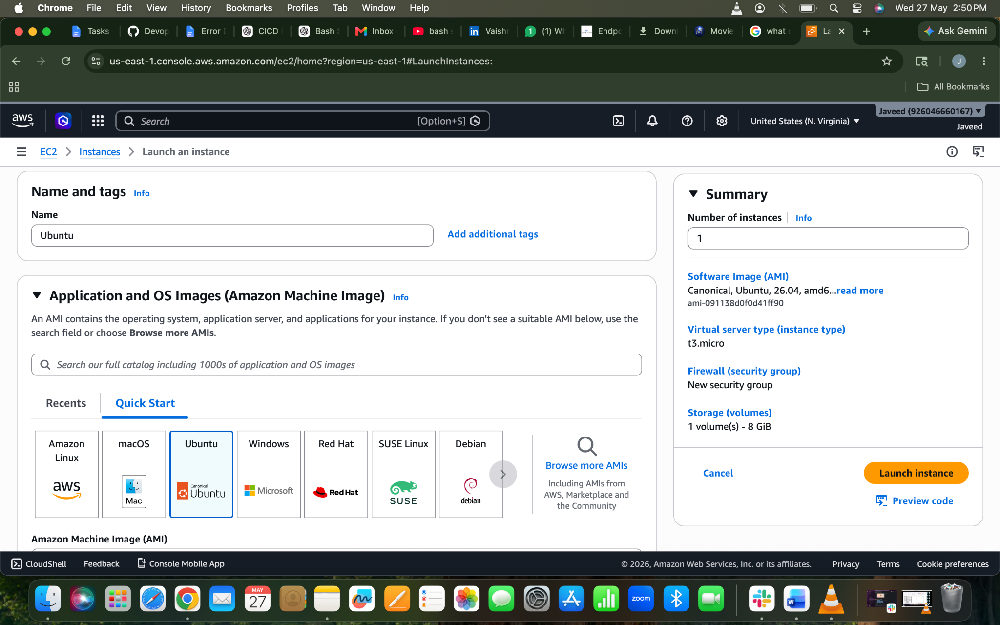 Chrome File Edit View History Bookmarks Profiles Tab Window Help Wed 27 May 2:50 PM
Tasks Devop Error CICD Bash Inbox bash Vaishn (1) Endpo Down Movie what Ask Gemini
us-east-1.console.aws.amazon.com/ec2/home?region=us-east-1#LaunchInstances: J
All Bookmarks
aws Search [Option+S] United States (N. Virginia) Javeed (926046660167)
Javeed
EC2 Instances Launch an instance
Name and tags Info
Name
Ubuntu
Add additional tags
Application and OS Images (Amazon Machine Image) Info
An AMI contains the operating system, application server, and applications for your instance. If you don't see a suitable AMI below, use the
search field or choose Browse more AMIs.
Search our full catalog including 1000s of application and OS images
Recents Quick Start
Amazon
Linux
aws
macOS
Mac
Ubuntu
Canonical
Ubuntu
Windows
Microsoft
Red Hat
Red Hat
SUSE Linux
SUSE
Debian
debian
Browse more AMIs
Including AMIs from
AWS, Marketplace and
the Community
Amazon Machine Image (AMI)
Summary
Number of instances Info
1
Software Image (AMI)
Canonical, Ubuntu, 26.04, amd6...read more
ami-091138d0f0d41ff90
Virtual server type (instance type)
t3.micro
Firewall (security group)
New security group
Storage (volumes)
1 volume(s) - 8 GiB
Cancel Launch instance
Preview code
CloudShell Feedback Console Mobile App © 2026, Amazon Web Services, Inc. or its affiliates. Privacy Terms Cookie preferences
MAY
27
zoom
W